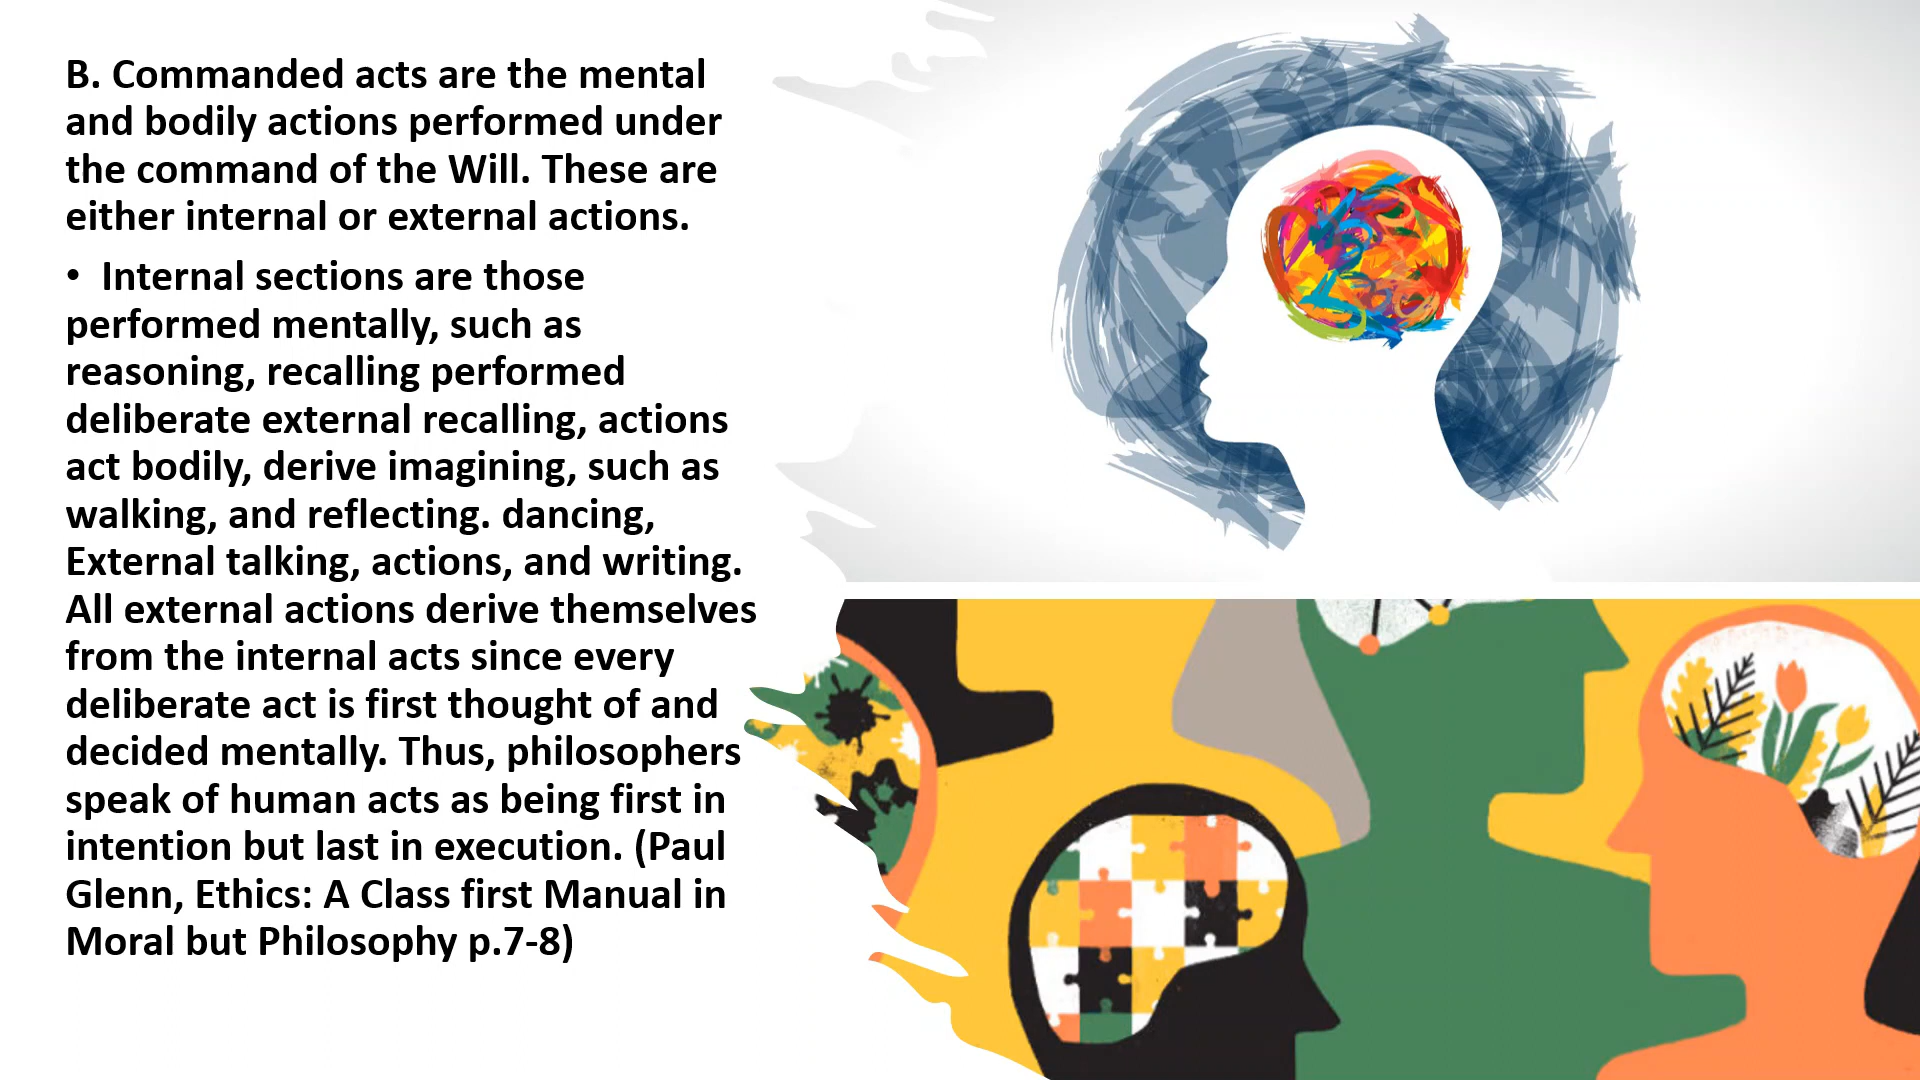 B. Commanded acts are the mental
and bodily actions performed under
the command of the Will. These are
either internal or external actions.
• Internal sections are those
performed mentally, such as
reasoning, recalling performed
deliberate external recalling, actions
act bodily, derive imagining, such as
walking, and reflecting. dancing,
External talking, actions, and writing.
All external actions derive themselves
from the internal acts since every
deliberate act is first thought of and
decided mentally. Thus, philosophers
speak of human acts as being first in
intention but last in execution. (Paul
Glenn, Ethics: A Class first Manual in
Moral but Philosophy p.7-8)